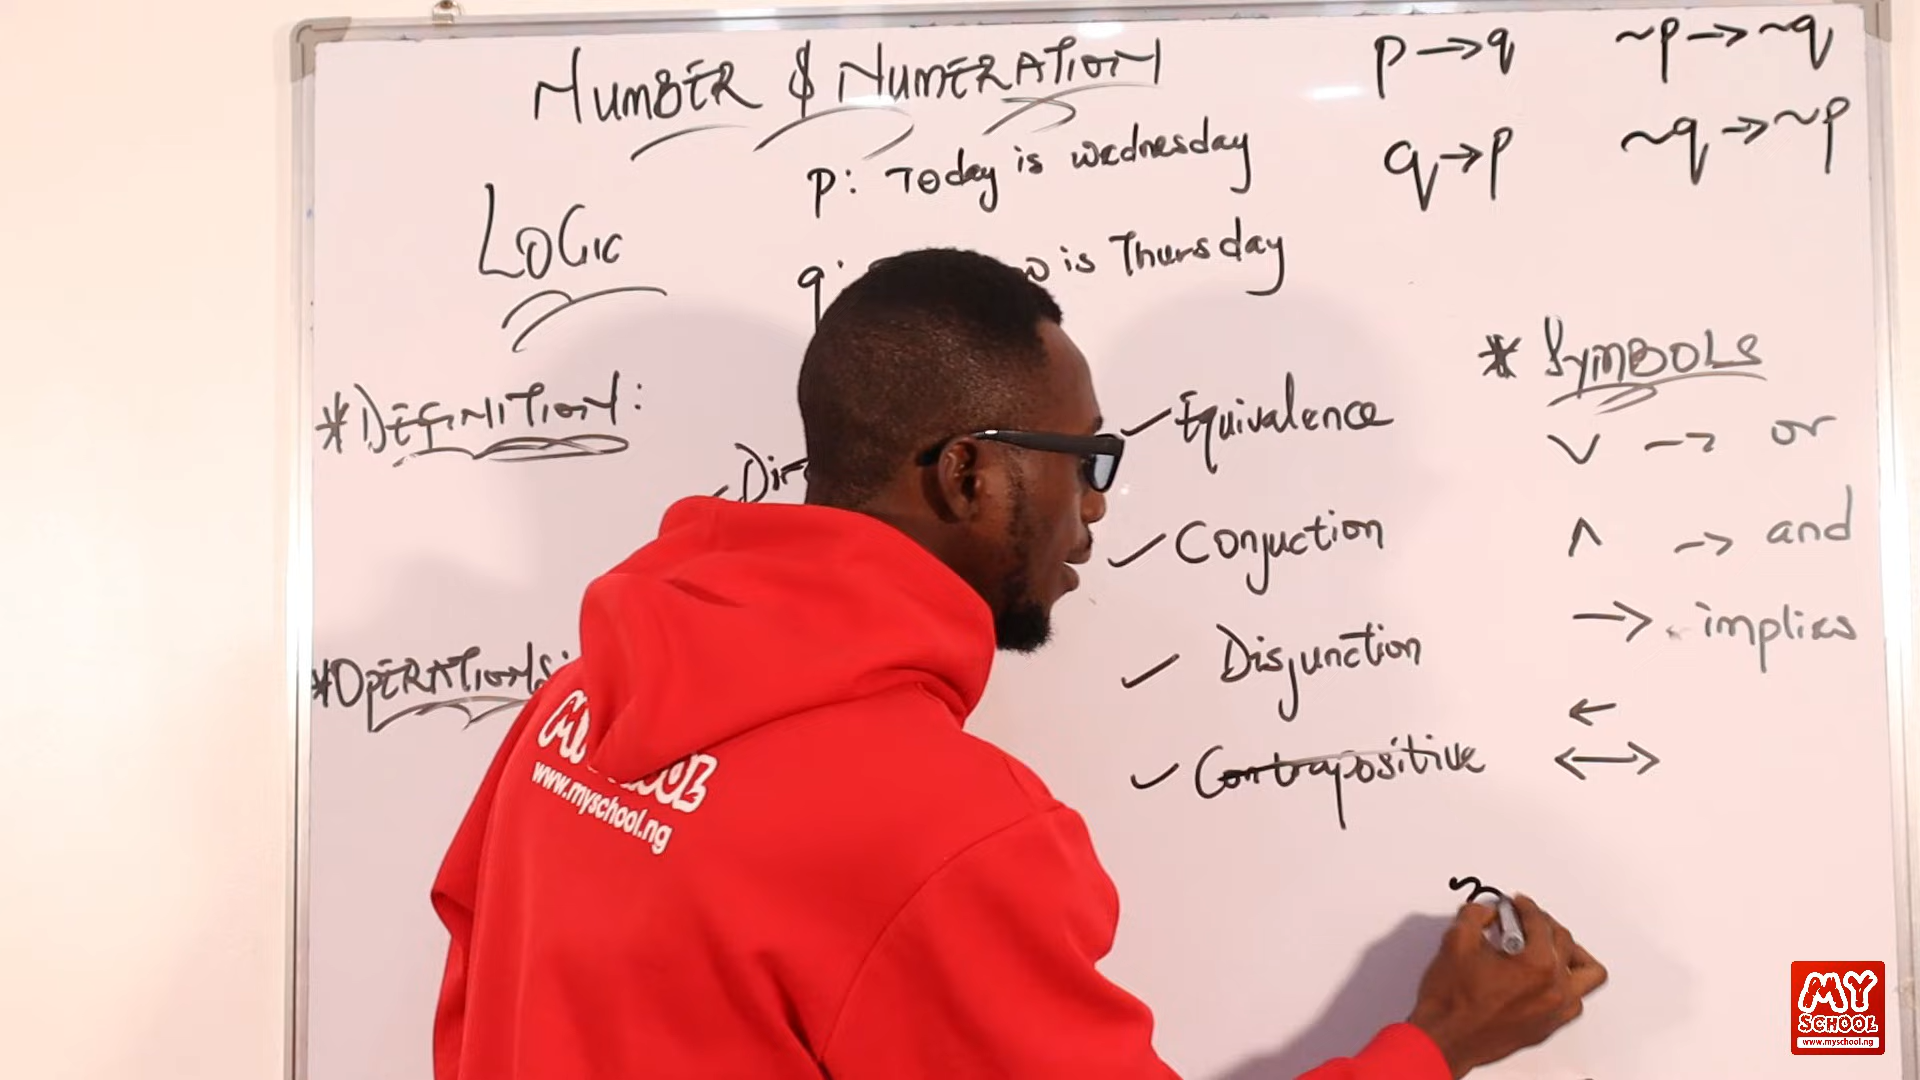 NUMBER & NUMERATION
p → q
~p → ~q
p: Today is wednesday
q → p
~q → ~p
LOGIC
q: is Thursday
* SYMBOLS
*DEFINITION:
✓ Equivalence
∨ → or
✓ Conjuction
∧ → and
→ implies
✓ Disjunction
*OPERATIONS:
←
✓ Contrapositive
↔
~
www.myschool.ng
MY
SCHOOL
www.myschool.ng